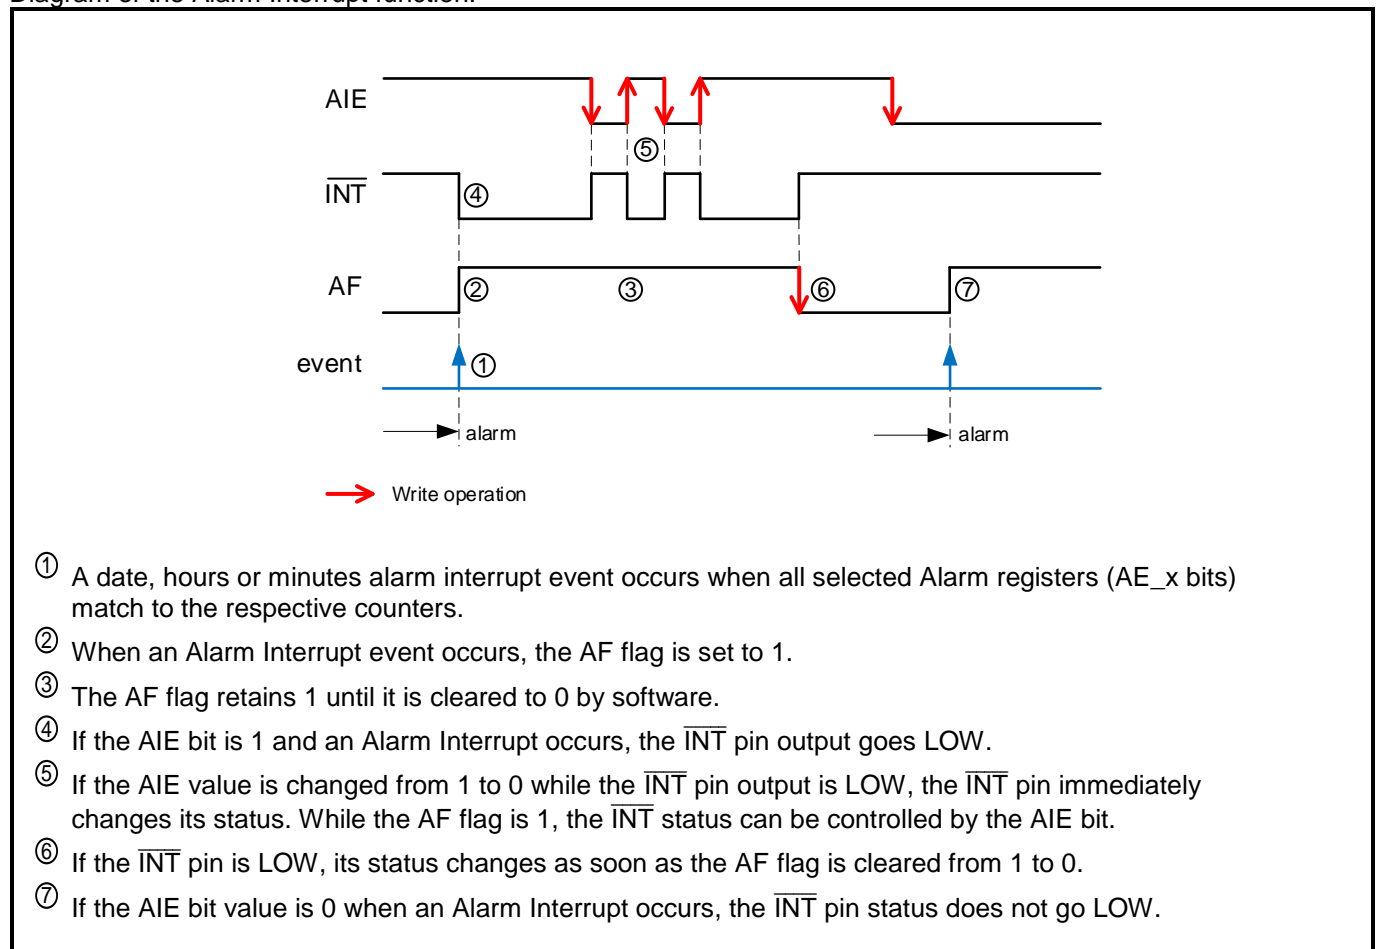 Diagram of the Alarm Interrupt function:
AIE
⑤
INT
④
AF
② ③ ⑥ ⑦
event
①
alarm alarm
Write operation
① A date, hours or minutes alarm interrupt event occurs when all selected Alarm registers (AE_x bits)
match to the respective counters.
② When an Alarm Interrupt event occurs, the AF flag is set to 1.
③ The AF flag retains 1 until it is cleared to 0 by software.
④ If the AIE bit is 1 and an Alarm Interrupt occurs, the INT pin output goes LOW.
⑤ If the AIE value is changed from 1 to 0 while the INT pin output is LOW, the INT pin immediately
changes its status. While the AF flag is 1, the INT status can be controlled by the AIE bit.
⑥ If the INT pin is LOW, its status changes as soon as the AF flag is cleared from 1 to 0.
⑦ If the AIE bit value is 0 when an Alarm Interrupt occurs, the INT pin status does not go LOW.